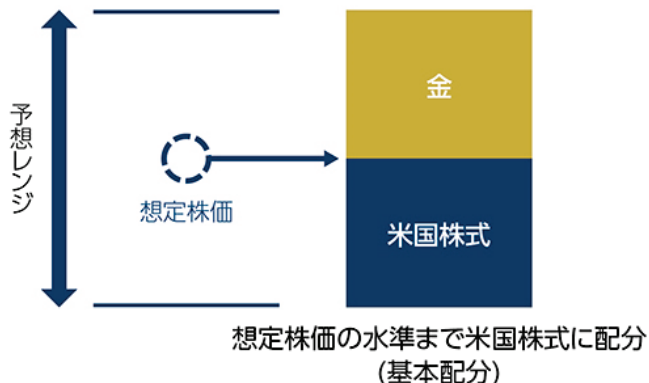 予想レンジ
金
想定株価
米国株式
想定株価の水準まで米国株式に配分
(基本配分)